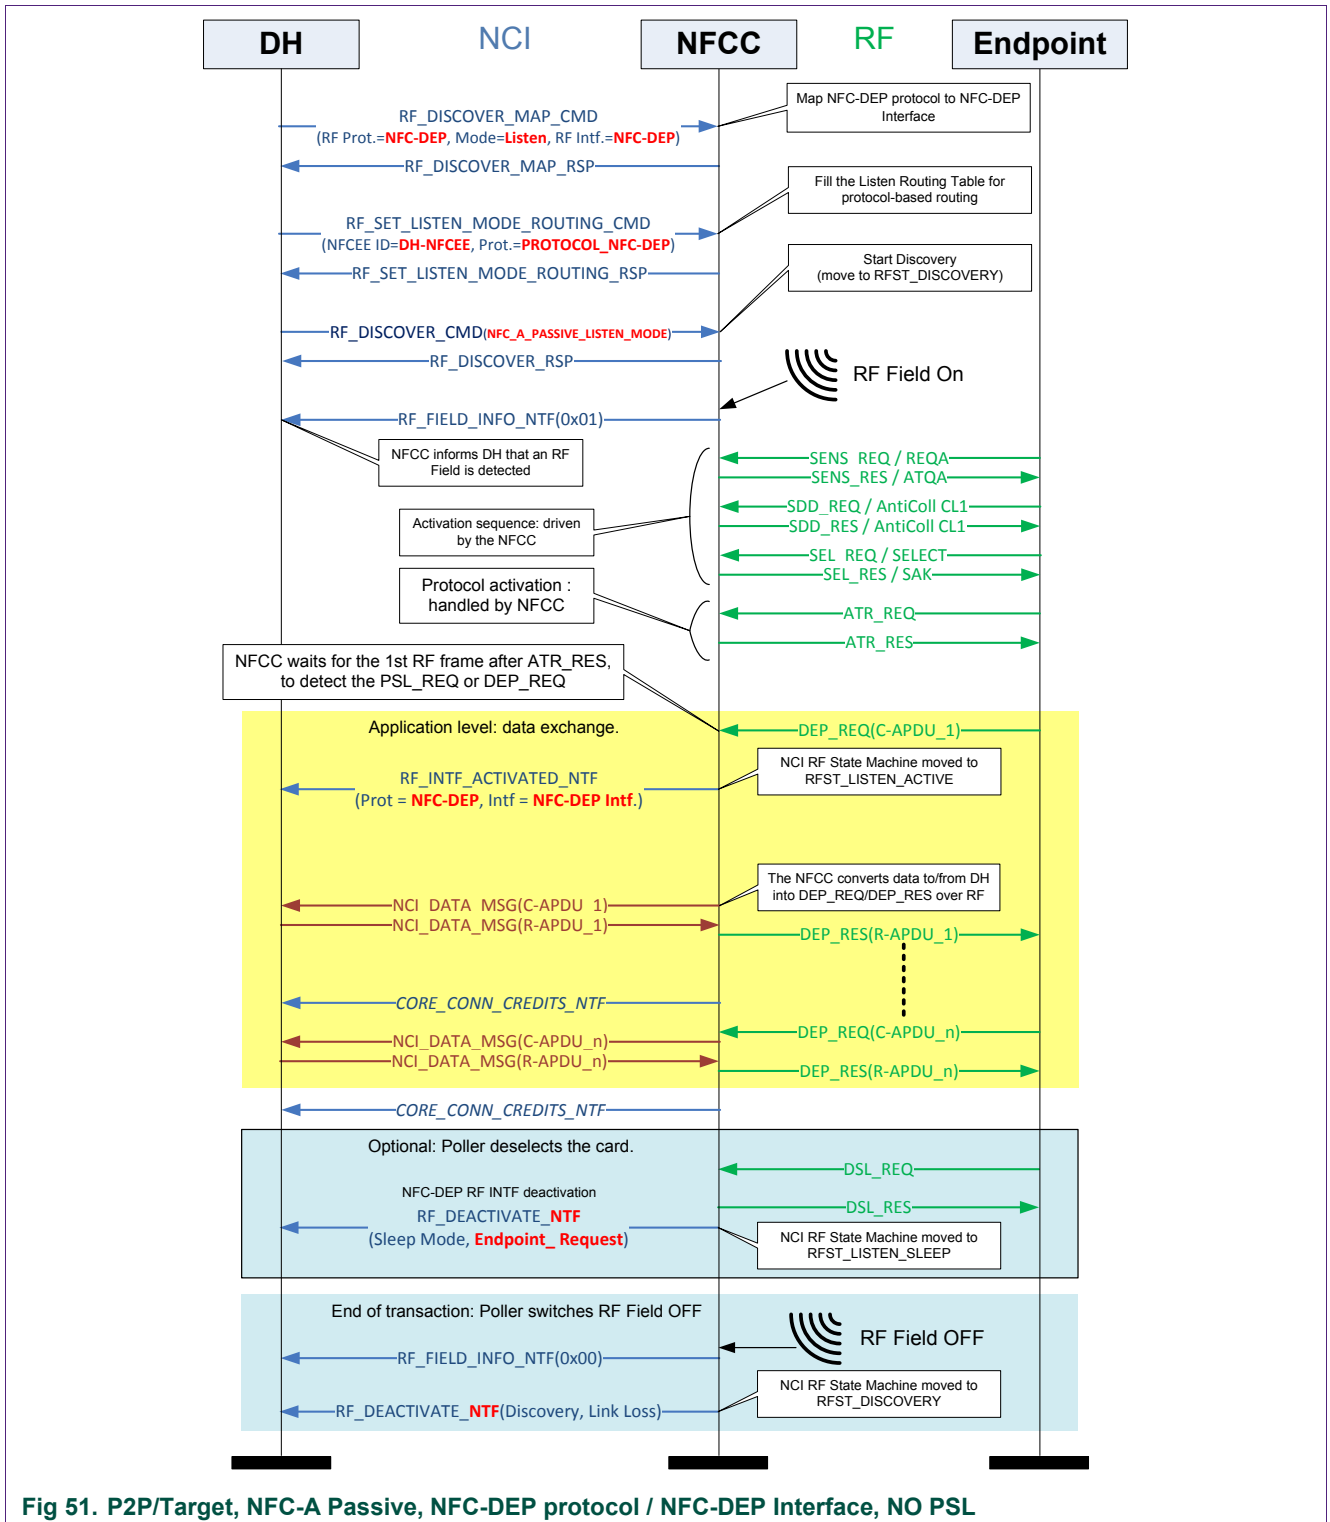 DH
NCI
NFCC
RF
Endpoint
Map NFC-DEP protocol to NFC-DEP
Interface
RF_DISCOVER_MAP_CMD
(RF Prot.=NFC-DEP, Mode=Listen, RF Intf.=NFC-DEP)
RF_DISCOVER_MAP_RSP
Fill the Listen Routing Table for
protocol-based routing
RF_SET_LISTEN_MODE_ROUTING_CMD
(NFCEE ID=DH-NFCEE, Prot.=PROTOCOL_NFC-DEP)
RF_SET_LISTEN_MODE_ROUTING_RSP
Start Discovery
(move to RFST_DISCOVERY)
RF_DISCOVER_CMD(NFC_A_PASSIVE_LISTEN_MODE)
RF_DISCOVER_RSP
RF Field On
RF_FIELD_INFO_NTF(0x01)
NFCC informs DH that an RF
Field is detected
SENS_REQ / REQA
SENS_RES / ATQA
SDD_REQ / AntiColl CL1
SDD_RES / AntiColl CL1
Activation sequence: driven
by the NFCC
SEL_REQ / SELECT
SEL_RES / SAK
Protocol activation :
handled by NFCC
ATR_REQ
ATR_RES
NFCC waits for the 1st RF frame after ATR_RES,
to detect the PSL_REQ or DEP_REQ
Application level: data exchange.
DEP_REQ(C-APDU_1)
NCI RF State Machine moved to
RFST_LISTEN_ACTIVE
RF_INTF_ACTIVATED_NTF
(Prot = NFC-DEP, Intf = NFC-DEP Intf.)
The NFCC converts data to/from DH
into DEP_REQ/DEP_RES over RF
NCI_DATA_MSG(C-APDU_1)
NCI_DATA_MSG(R-APDU_1)
DEP_RES(R-APDU_1)
CORE_CONN_CREDITS_NTF
DEP_REQ(C-APDU_n)
NCI_DATA_MSG(C-APDU_n)
NCI_DATA_MSG(R-APDU_n)
DEP_RES(R-APDU_n)
CORE_CONN_CREDITS_NTF
Optional: Poller deselects the card.
DSL_REQ
NFC-DEP RF INTF deactivation
DSL_RES
RF_DEACTIVATE_NTF
(Sleep Mode, Endpoint_ Request)
NCI RF State Machine moved to
RFST_LISTEN_SLEEP
End of transaction: Poller switches RF Field OFF
RF Field OFF
RF_FIELD_INFO_NTF(0x00)
NCI RF State Machine moved to
RFST_DISCOVERY
RF_DEACTIVATE_NTF(Discovery, Link Loss)
Fig 51. P2P/Target, NFC-A Passive, NFC-DEP protocol / NFC-DEP Interface, NO PSL